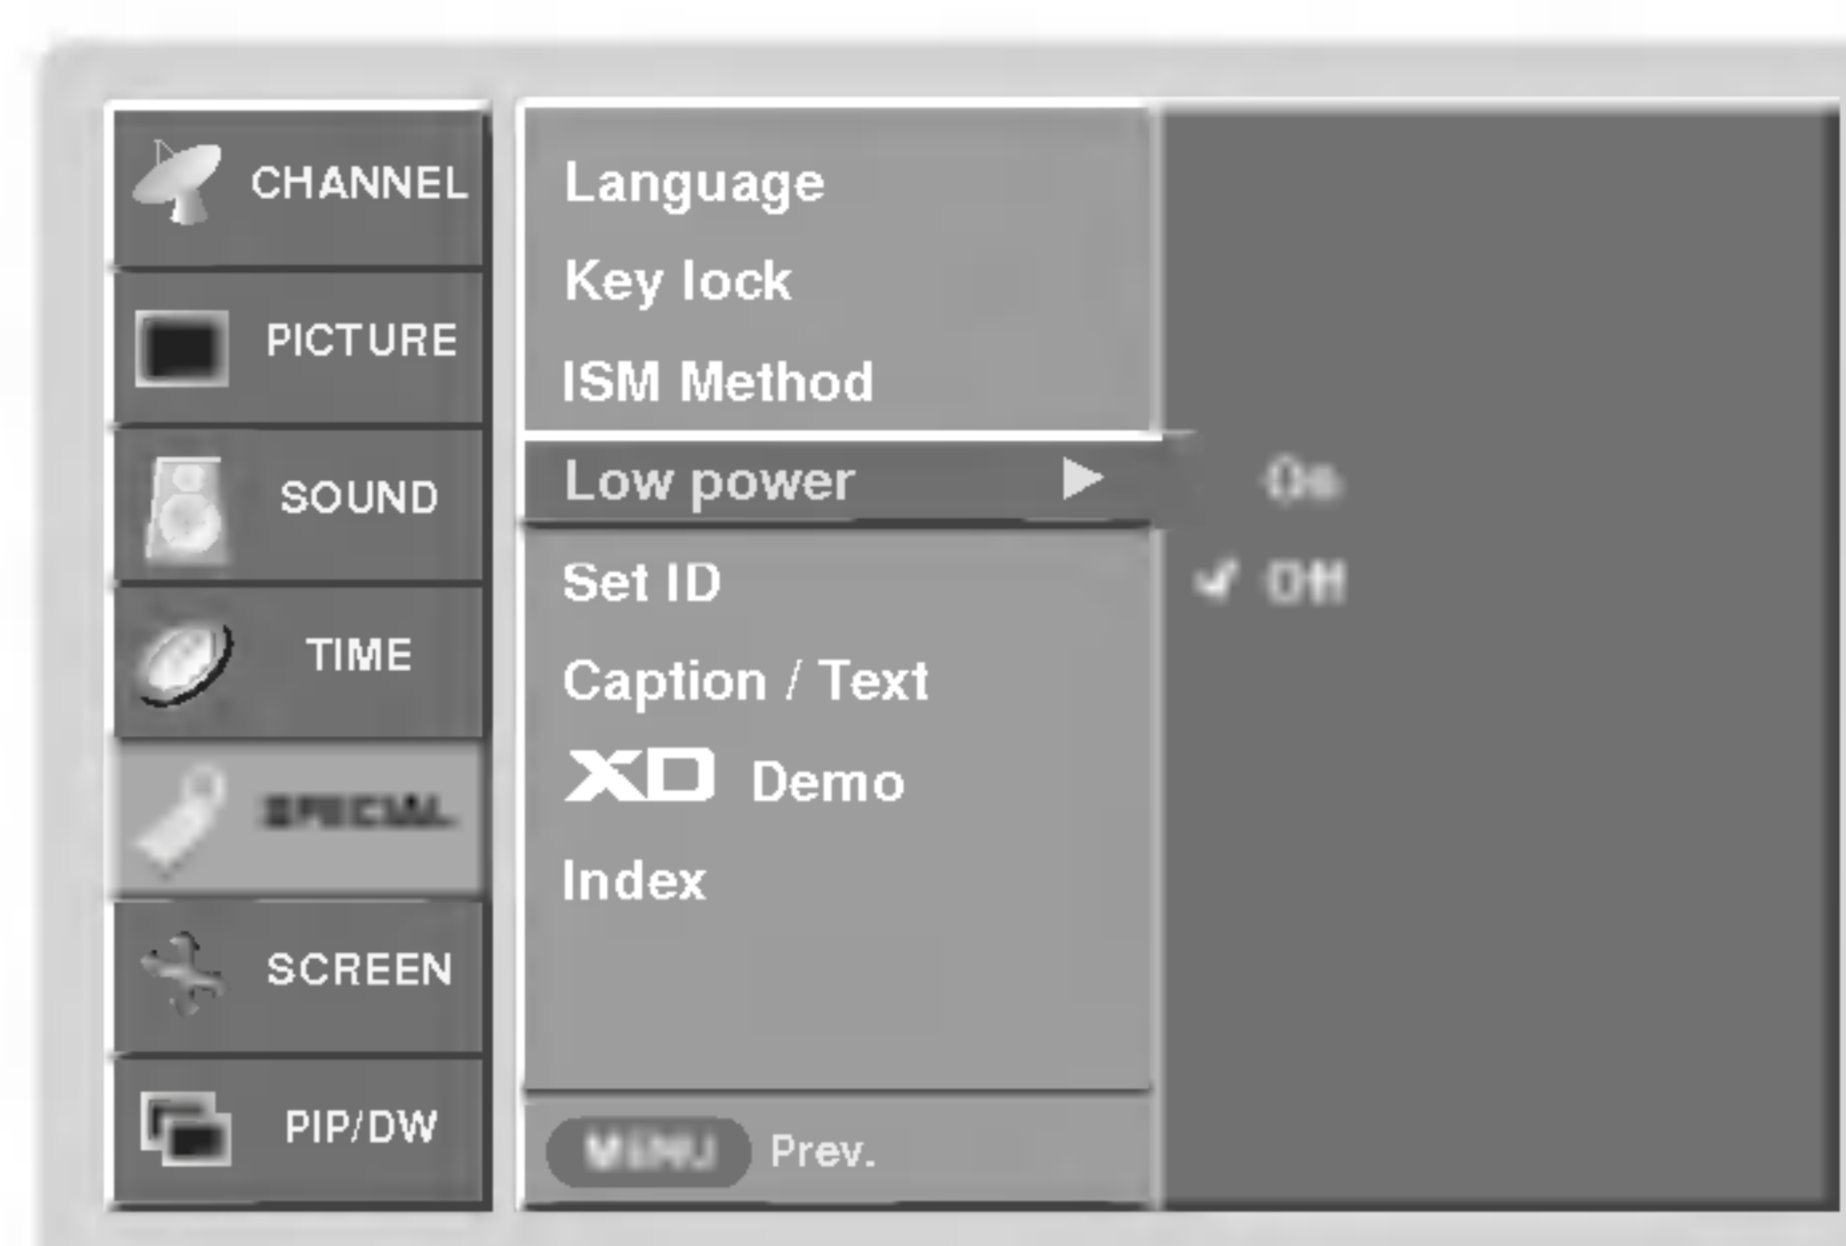 CHANNEL
PICTURE
SOUND
TIME
SPECIAL
SCREEN
PIP/DW
Language
Key lock
ISM Method
Low power
Set ID
Caption / Text
XD Demo
Index
MENU Prev.
On
Off